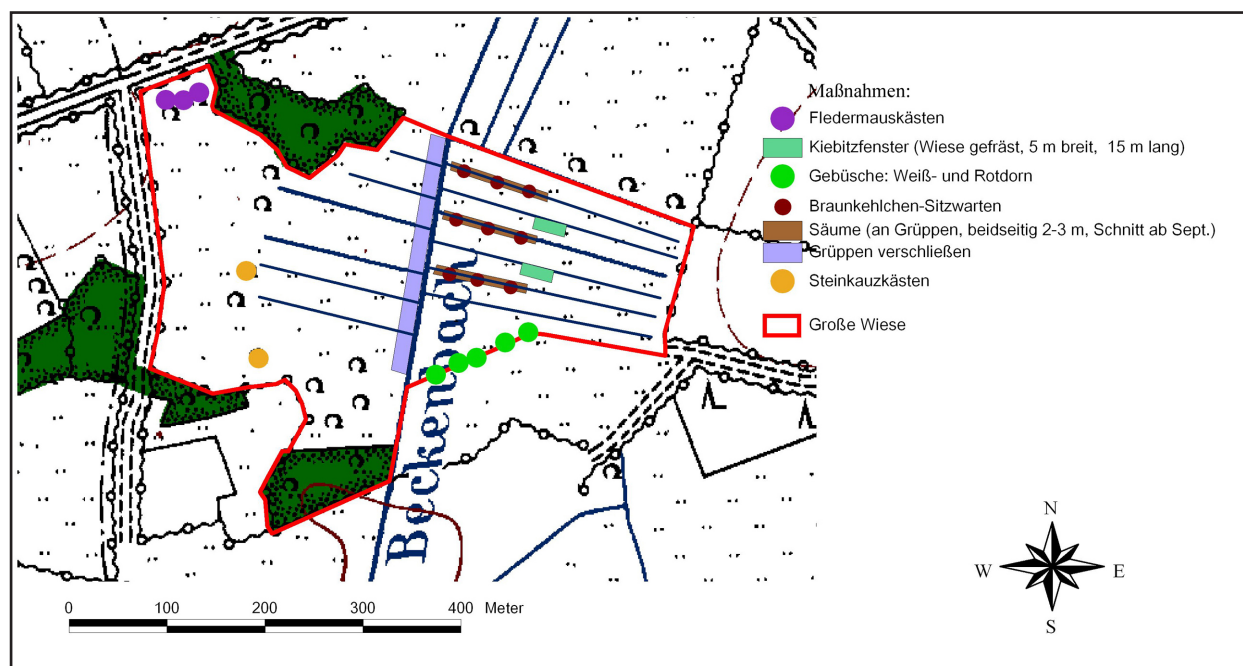 Maßnahmen:
Fledermauskästen
Kiebitzfenster (Wiese gefräst, 5 m breit, 15 m lang)
Gebüsche: Weiß- und Rotdorn
Braunkehlchen-Sitzwarten
Säume (an Grüppen, beidseitig 2-3 m, Schnitt ab Sept.)
Grüppen verschließen
Steinkauzkästen
Große Wiese
Beckenbach
N
W E
S
0 100 200 300 400 Meter